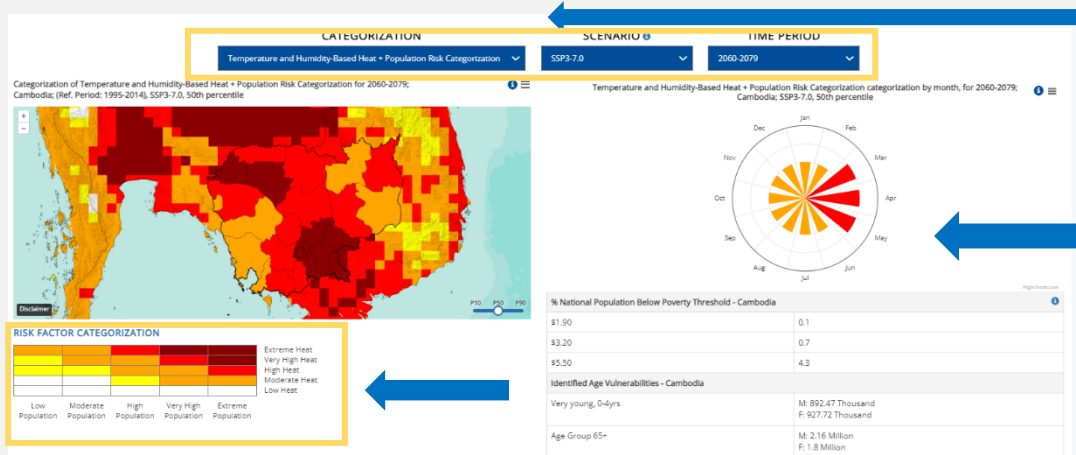 CATEGORIZATION
SCENARIO
TIME PERIOD
Temperature and Humidity-Based Heat + Population Risk Categorization
SSP3-7.0
2060-2079
Categorization of Temperature and Humidity-Based Heat + Population Risk Categorization for 2060-2079;
Cambodia; (Ref. Period: 1995-2014), SSP3-7.0, 50th percentile
+
-
Disclaimer
P10 P50 P90
RISK FACTOR CATEGORIZATION
Extreme Heat
Very High Heat
High Heat
Moderate Heat
Low Heat
Low Moderate High Very High Extreme
Population Population Population Population Population
Temperature and Humidity-Based Heat + Population Risk Categorization categorization by month, for 2060-2079;
Cambodia; SSP3-7.0, 50th percentile
Jan
Feb
Mar
Apr
May
Jun
Jul
Aug
Sep
Oct
Nov
Dec
Highcharts.com
% National Population Below Poverty Threshold - Cambodia
$1.90 0.1
$3.20 0.7
$5.50 4.3
Identified Age Vulnerabilities - Cambodia
Very young, 0-4yrs M: 892.47 Thousand
F: 927.72 Thousand
Age Group 65+ M: 2.16 Million
F: 1.8 Million